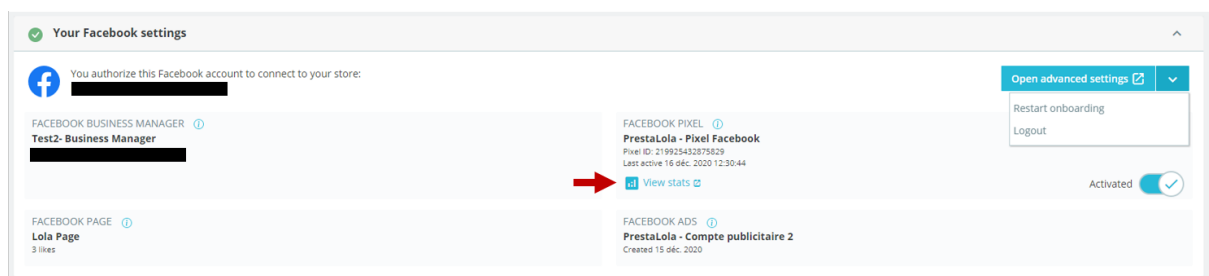 Your Facebook settings
You authorize this Facebook account to connect to your store:
Open advanced settings
Restart onboarding
Logout
FACEBOOK BUSINESS MANAGER
Test2- Business Manager
FACEBOOK PIXEL
PrestaLola - Pixel Facebook
Pixel ID: 219925432875829
Last active 16 déc. 2020 12:30:44
View stats
Activated
FACEBOOK PAGE
Lola Page
3 likes
FACEBOOK ADS
PrestaLola - Compte publicitaire 2
Created 15 déc. 2020